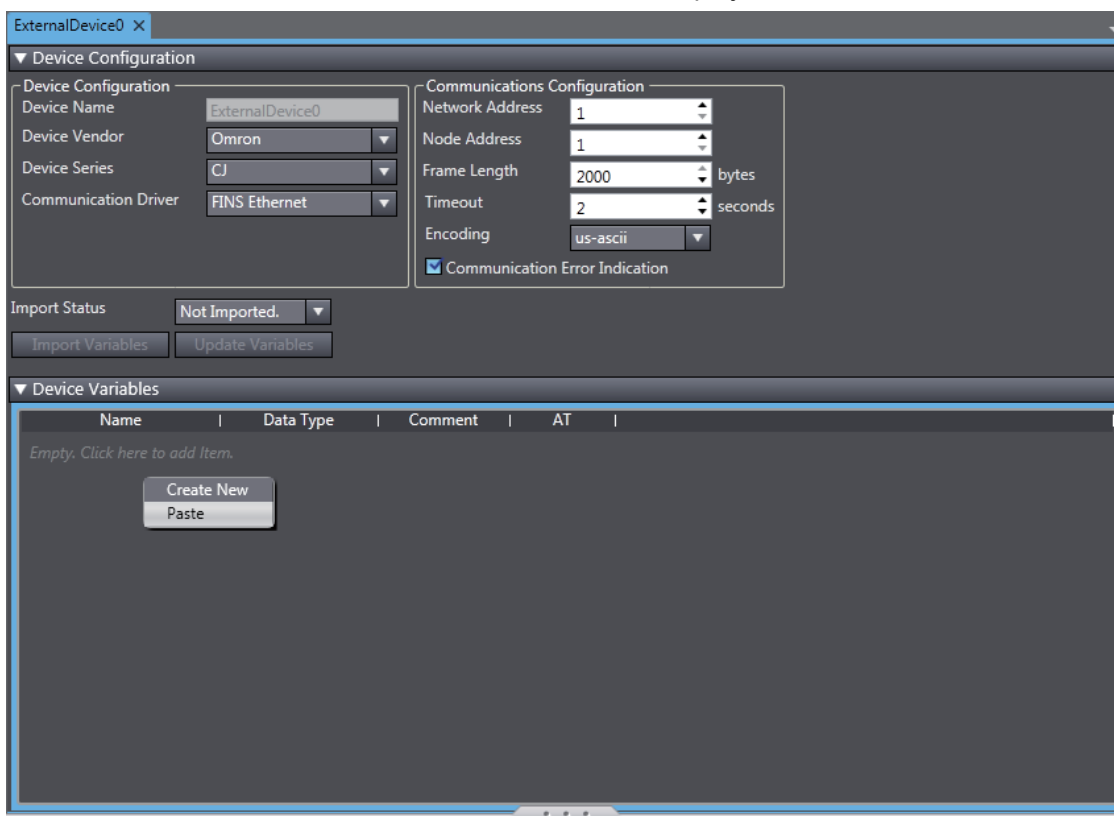 ExternalDevice0
Device Configuration
Device Configuration
Device Name ExternalDevice0
Device Vendor Omron
Device Series CJ
Communication Driver FINS Ethernet
Communications Configuration
Network Address 1
Node Address 1
Frame Length 2000 bytes
Timeout 2 seconds
Encoding us-ascii
Communication Error Indication
Import Status Not Imported.
Import Variables Update Variables
Device Variables
Name Data Type Comment AT
Empty. Click here to add Item.
Create New
Paste